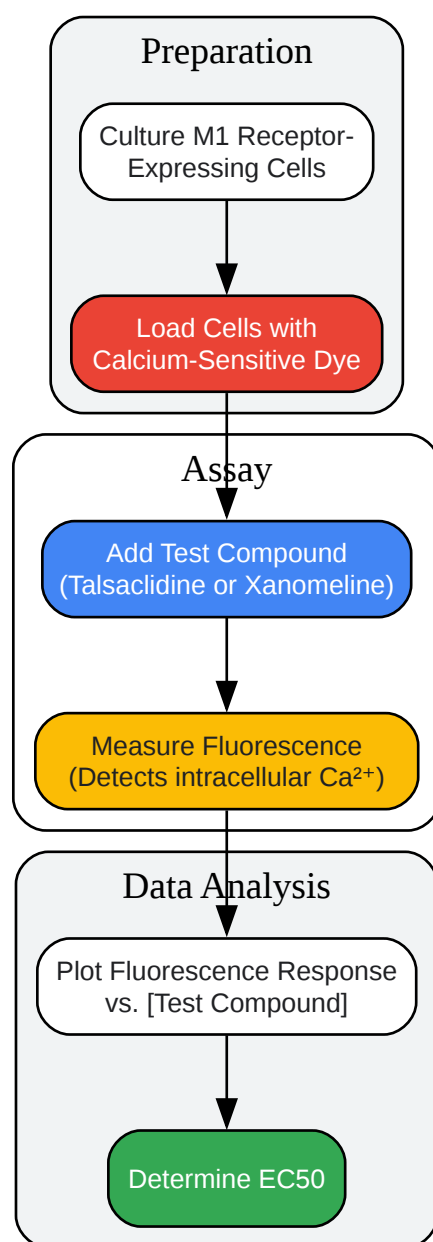 Preparation
Culture M1 Receptor-
Expressing Cells
Load Cells with
Calcium-Sensitive Dye
Assay
Add Test Compound
(Talsaclidine or Xanomeline)
Measure Fluorescence
(Detects intracellular Ca²⁺)
Data Analysis
Plot Fluorescence Response
vs. [Test Compound]
Determine EC50